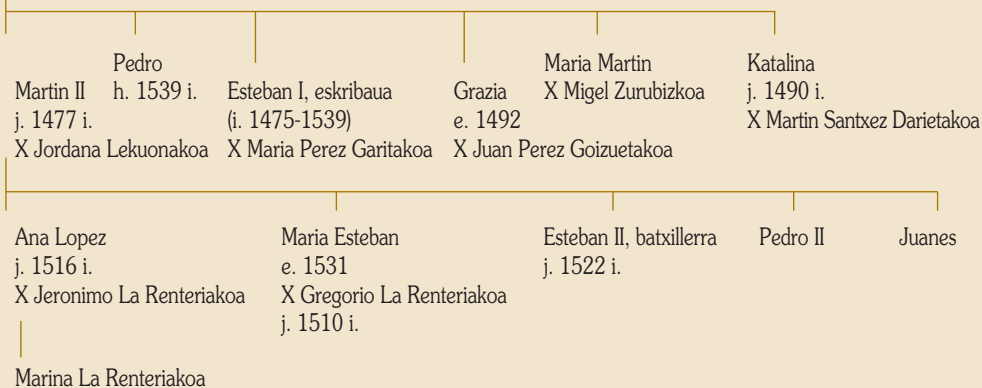 Pedro
h. 1539 i.
Martin II
j. 1477 i.
X Jordana Lekuonakoa
Esteban I, eskribaua
(i. 1475-1539)
X Maria Perez Garitakoa
Grazia
e. 1492
X Juan Perez Goizuetakoa
Maria Martin
X Migel Zurubizkoa
Katalina
j. 1490 i.
X Martin Santxez Darietakoa
Ana Lopez
j. 1516 i.
X Jeronimo La Renteriakoa
Maria Esteban
e. 1531
X Gregorio La Renteriakoa
j. 1510 i.
Esteban II, batxillerra
j. 1522 i.
Pedro II
Juanes
Marina La Renteriakoa